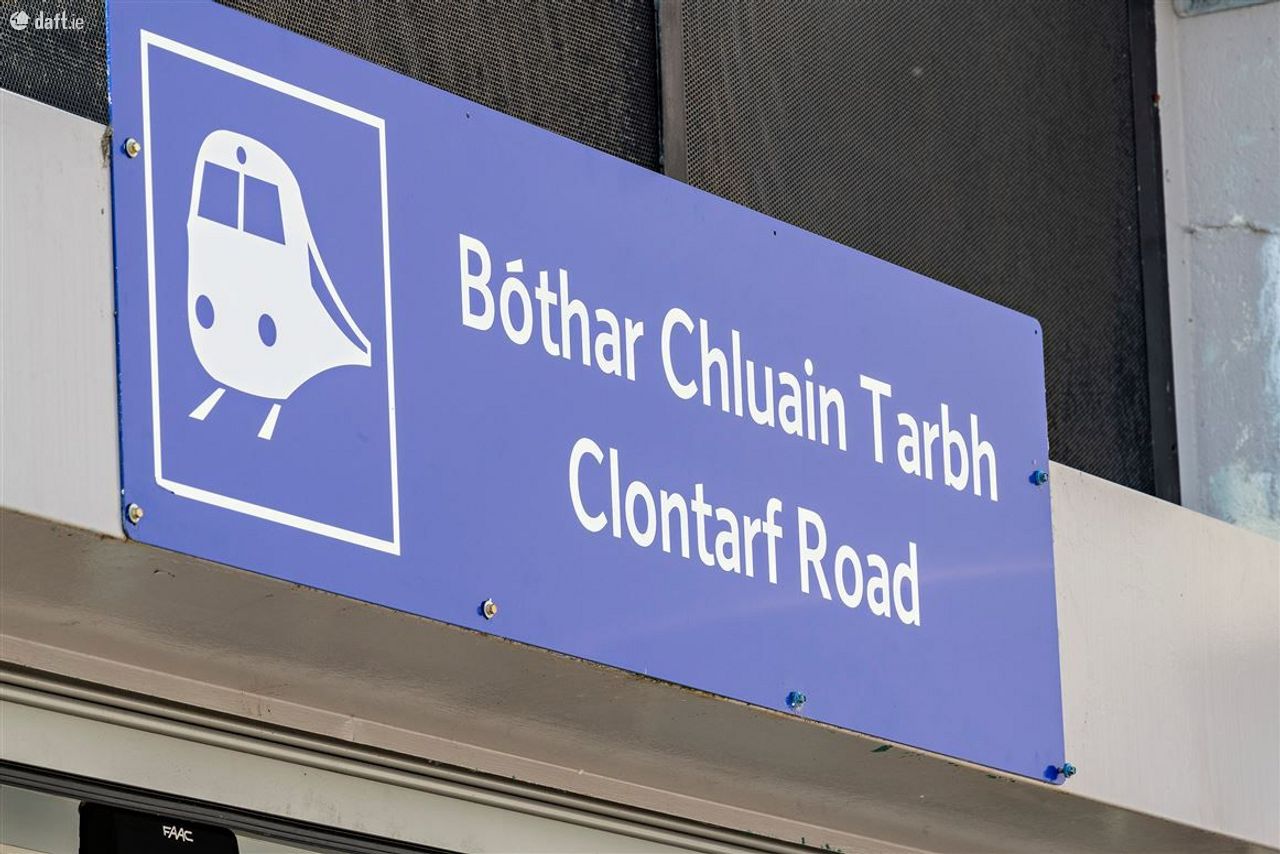 daft.ie
Bóthar Chluain Tarbh
Clontarf Road
FAAC